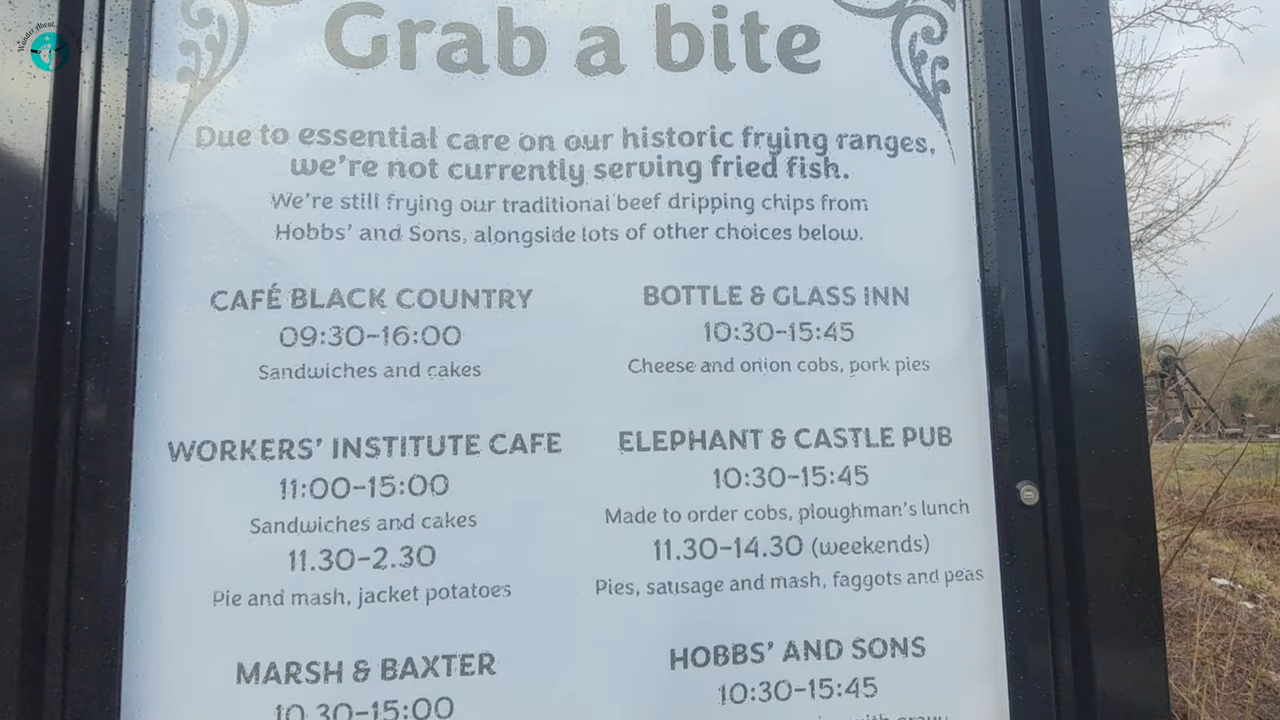 Grab a bite
Due to essential care on our historic frying ranges,
we're not currently serving fried fish.
We're still frying our traditional beef dripping chips from
Hobbs' and Sons, alongside lots of other choices below.
CAFÉ BLACK COUNTRY
09:30-16:00
Sandwiches and cakes
BOTTLE & GLASS INN
10:30-15:45
Cheese and onion cobs, pork pies
WORKERS' INSTITUTE CAFE
11:00-15:00
Sandwiches and cakes
11.30-2.30
Pie and mash, jacket potatoes
ELEPHANT & CASTLE PUB
10:30-15:45
Made to order cobs, ploughman's lunch
11.30-14.30 (weekends)
Pies, sausage and mash, faggots and peas
MARSH & BAXTER
10.30-15:00
HOBBS' AND SONS
10:30-15:45
with gravy